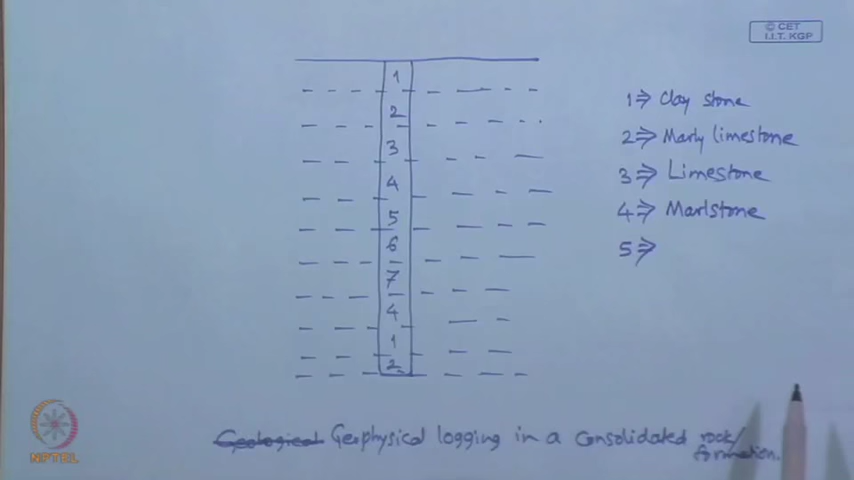 © CET
I.I.T. KGP
1
2
3
4
5
6
7
4
1
2
1⇒ Clay stone
2⇒ Marly limestone
3⇒ Limestone
4⇒ Marlstone
5⇒
Geological Geophysical logging in a consolidated rock/
formation.
NPTEL